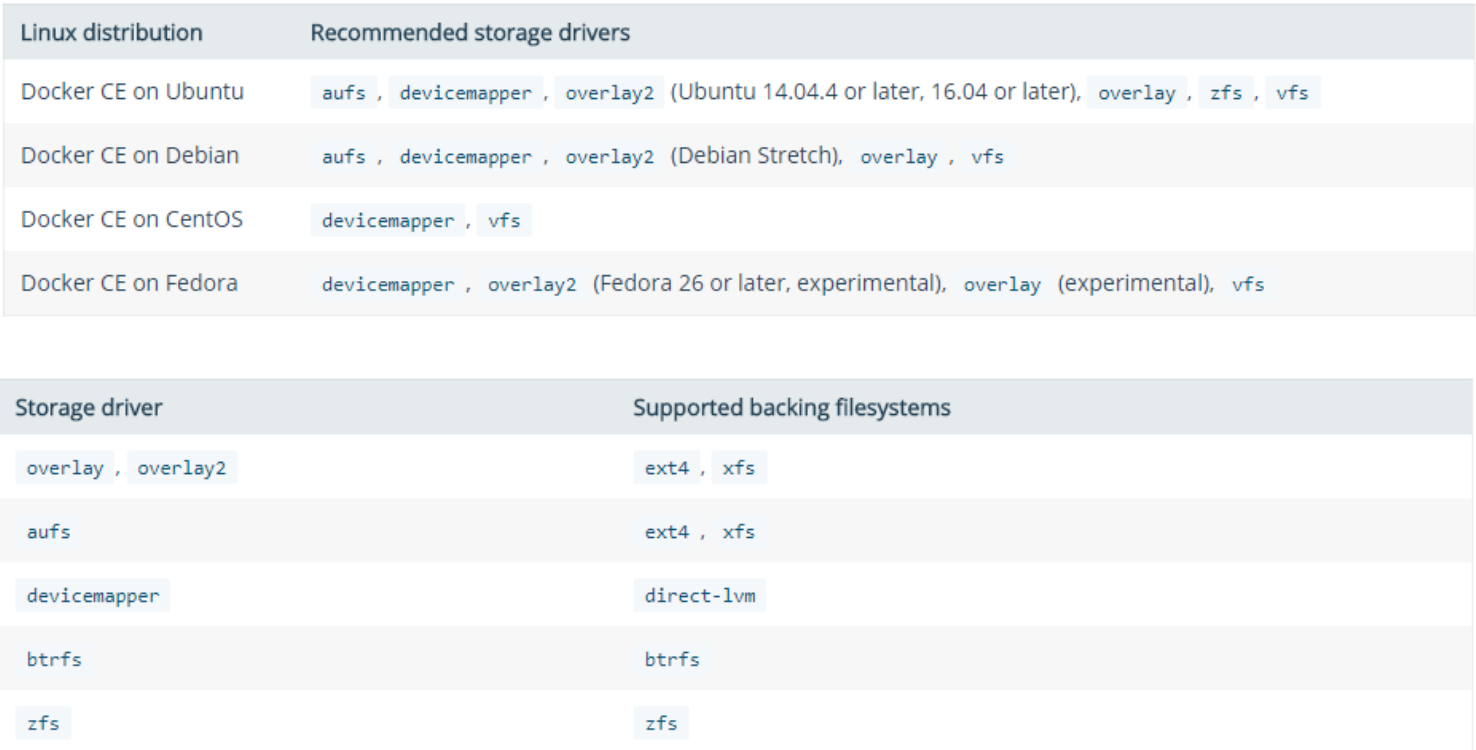 Linux distribution Recommended storage drivers
Docker CE on Ubuntu aufs , devicemapper , overlay2 (Ubuntu 14.04.4 or later, 16.04 or later), overlay , zfs , vfs
Docker CE on Debian aufs , devicemapper , overlay2 (Debian Stretch), overlay , vfs
Docker CE on CentOS devicemapper , vfs
Docker CE on Fedora devicemapper , overlay2 (Fedora 26 or later, experimental), overlay (experimental), vfs
Storage driver Supported backing filesystems
overlay , overlay2 ext4 , xfs
aufs ext4 , xfs
devicemapper direct-lvm
btrfs btrfs
zfs zfs